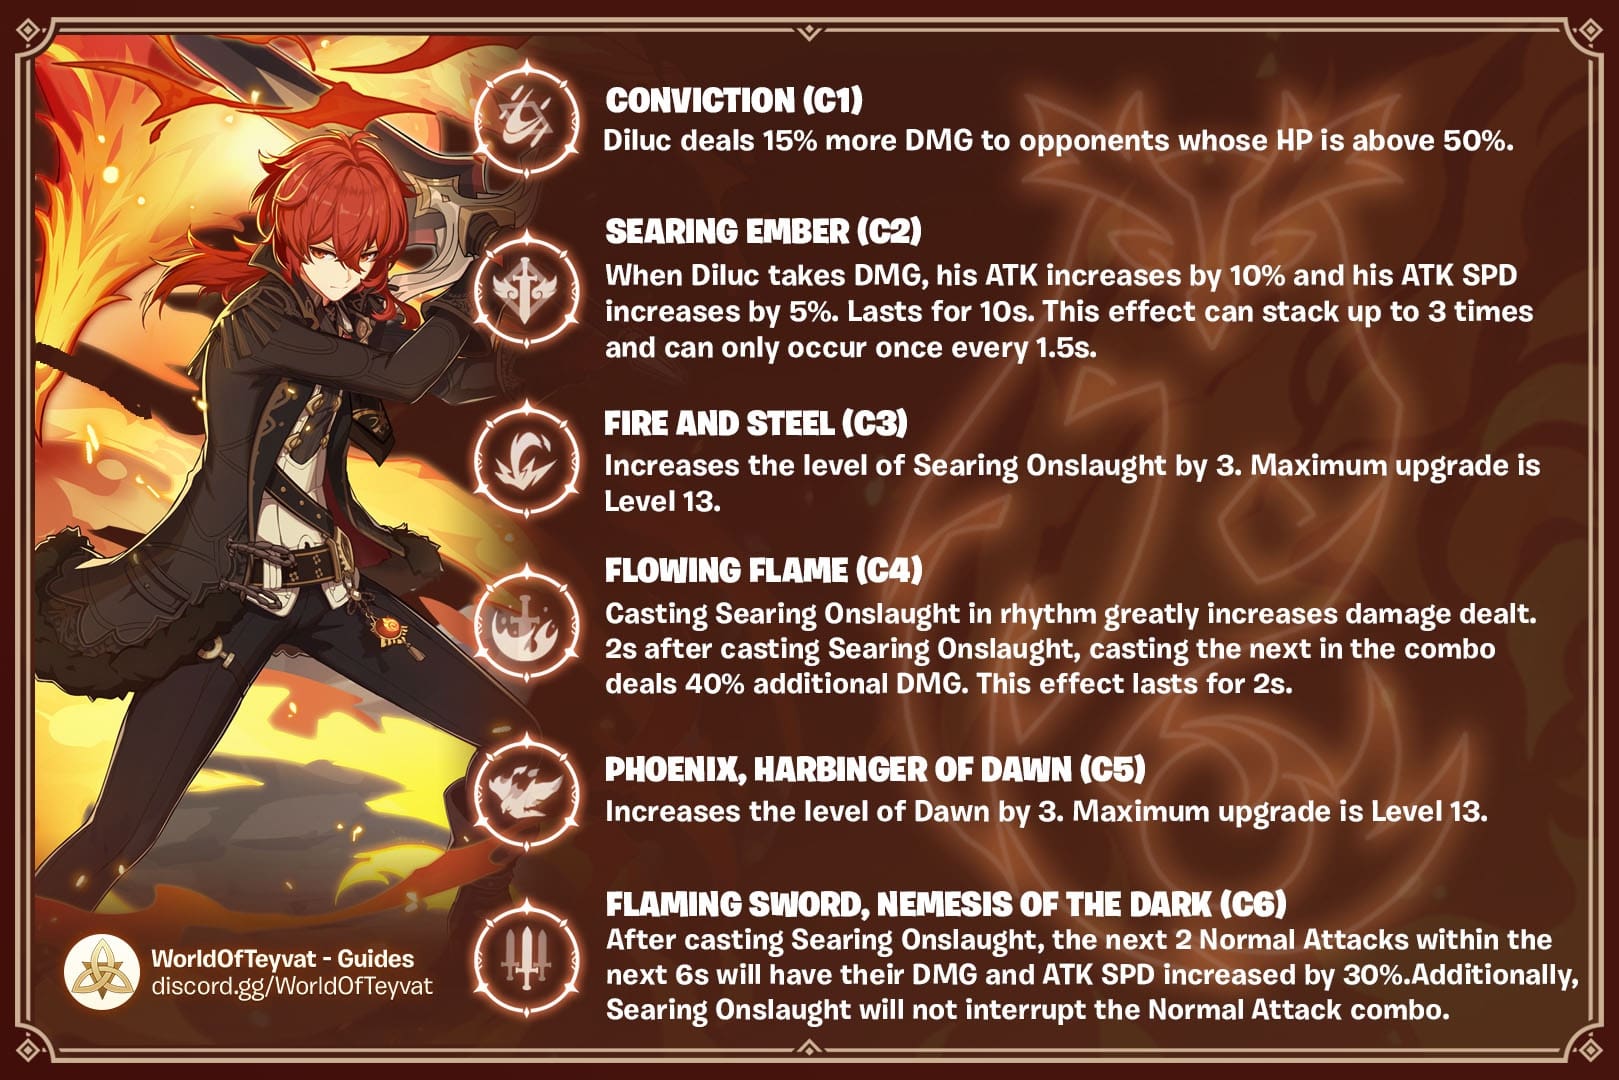 CONVICTION (C1)
Diluc deals 15% more DMG to opponents whose HP is above 50%.
SEARING EMBER (C2)
When Diluc takes DMG, his ATK increases by 10% and his ATK SPD
increases by 5%. Lasts for 10s. This effect can stack up to 3 times
and can only occur once every 1.5s.
FIRE AND STEEL (C3)
Increases the level of Searing Onslaught by 3. Maximum upgrade is
Level 13.
FLOWING FLAME (C4)
Casting Searing Onslaught in rhythm greatly increases damage dealt.
2s after casting Searing Onslaught, casting the next in the combo
deals 40% additional DMG. This effect lasts for 2s.
PHOENIX, HARBINGER OF DAWN (C5)
Increases the level of Dawn by 3. Maximum upgrade is Level 13.
FLAMING SWORD, NEMESIS OF THE DARK (C6)
After casting Searing Onslaught, the next 2 Normal Attacks within the
next 6s will have their DMG and ATK SPD increased by 30%.Additionally,
Searing Onslaught will not interrupt the Normal Attack combo.
WorldOfTeyvat - Guides
discord.gg/WorldOfTeyvat